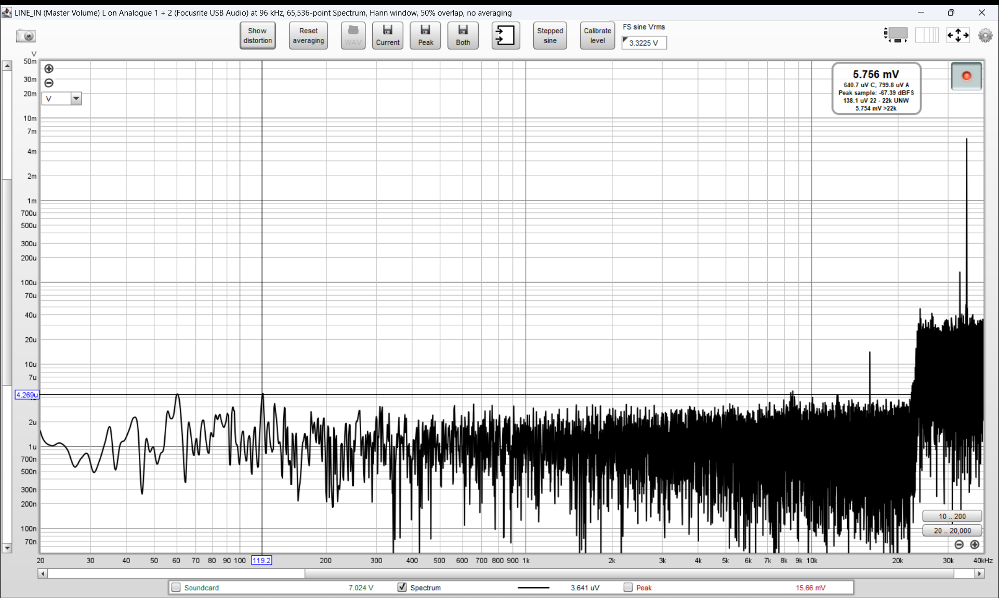 LINE_IN (Master Volume) L on Analogue 1 + 2 (Focusrite USB Audio) at 96 kHz, 65,536-point Spectrum, Hann window, 50% overlap, no averaging
Show distortion
Reset averaging
WAV
Current
Peak
Both
Stepped sine
Calibrate level
FS sine Vrms
3.3225 V
V
50m
30m
20m
10m
7m
4m
2m
1m
700u
500u
300u
200u
100u
70u
40u
20u
10u
7u
4.269u
2u
1u
700n
500n
300n
200n
100n
70n
V
5.756 mV
640.7 uV C, 799.8 uV A
Peak sample: -67.39 dBFS
138.1 uV 22 - 22k UNW
5.754 mV >22k
10 .. 200
20 .. 20,000
20 30 40 50 60 70 80 90 100 119.2 200 300 400 500 600 700 800 900 1k 2k 3k 4k 5k 6k 7k 8k 9k 10k 20k 30k 40kHz
Soundcard 7.024 V Spectrum 3.641 uV Peak 15.66 mV